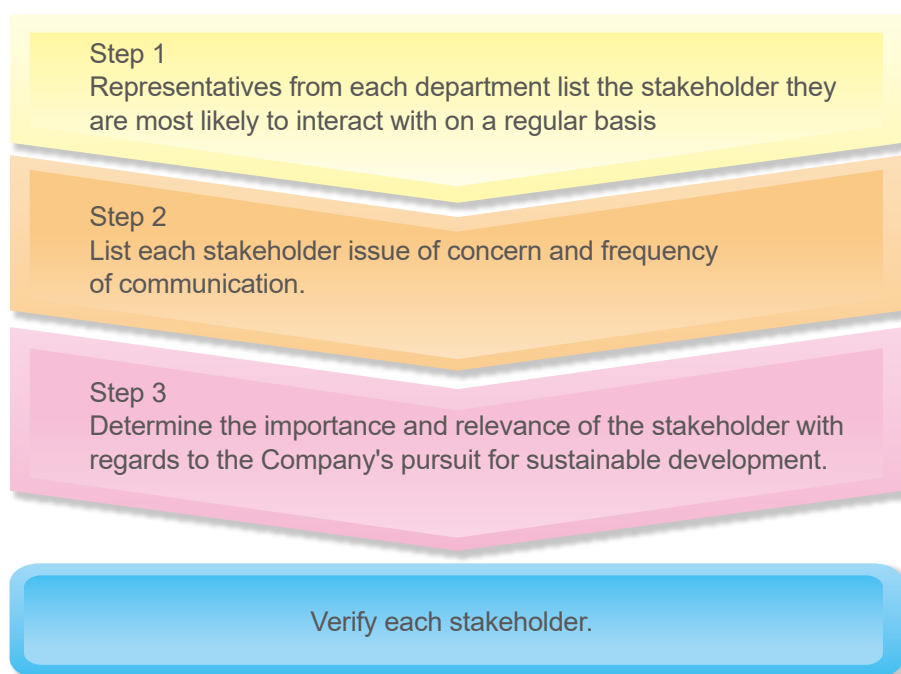 Step 1
Representatives from each department list the stakeholder they
are most likely to interact with on a regular basis
Step 2
List each stakeholder issue of concern and frequency
of communication.
Step 3
Determine the importance and relevance of the stakeholder with
regards to the Company's pursuit for sustainable development.
Verify each stakeholder.